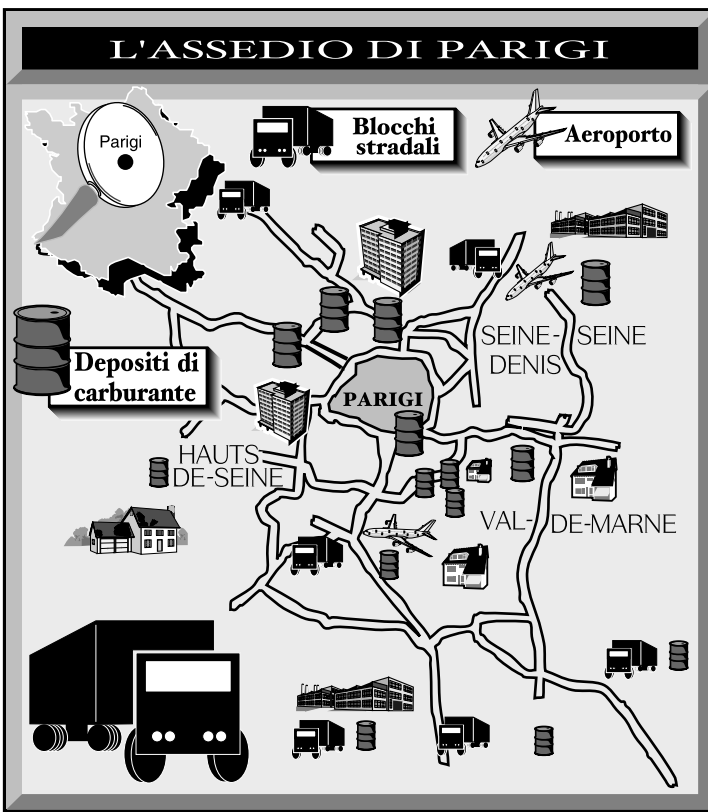 L'ASSEDIO DI PARIGI
Parigi
Blocchi
stradali
Aeroporto
Depositi di
carburante
SEINE-SEINE
DENIS
PARIGI
HAUTS
DE-SEINE
VAL-DE-MARNE